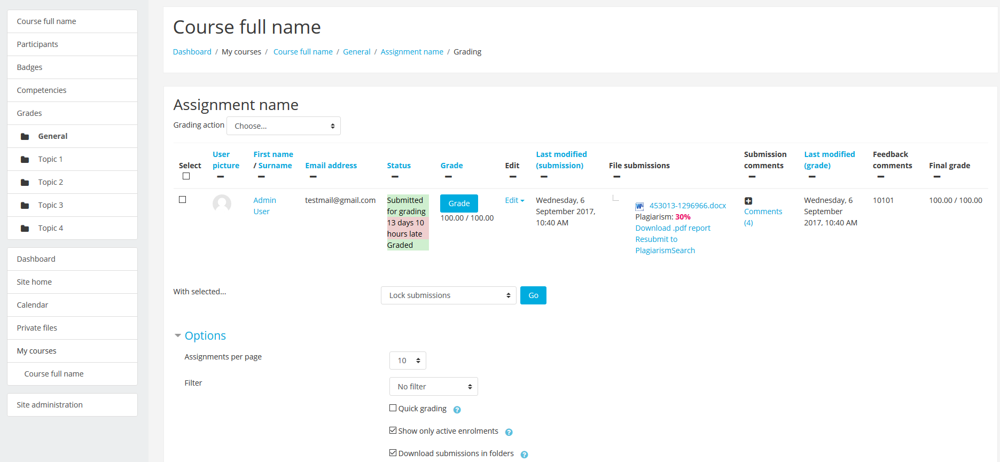 Course full name
Participants
Badges
Competencies
Grades
General
Topic 1
Topic 2
Topic 3
Topic 4
Dashboard
Site home
Calendar
Private files
My courses
Course full name
Site administration
Course full name
Dashboard / My courses / Course full name / General / Assignment name / Grading
Assignment name
Grading action Choose...
Select
User
picture
First name
/ Surname
Email address
Status
Grade
Edit
Last modified
(submission)
File submissions
Submission
comments
Last modified
(grade)
Feedback
comments
Final grade
Admin
User
testmail@gmail.com
Submitted
for grading
13 days 10
hours late
Graded
Grade
100.00 / 100.00
Edit
Wednesday, 6
September 2017,
10:40 AM
453013-1296966.docx
Plagiarism: 30%
Download .pdf report
Resubmit to
PlagiarismSearch
Comments
(4)
Wednesday, 6
September
2017, 10:40 AM
10101
100.00 / 100.00
With selected...
Lock submissions
Go
Options
Assignments per page
10
Filter
No filter
Quick grading ?
Show only active enrolments ?
Download submissions in folders ?